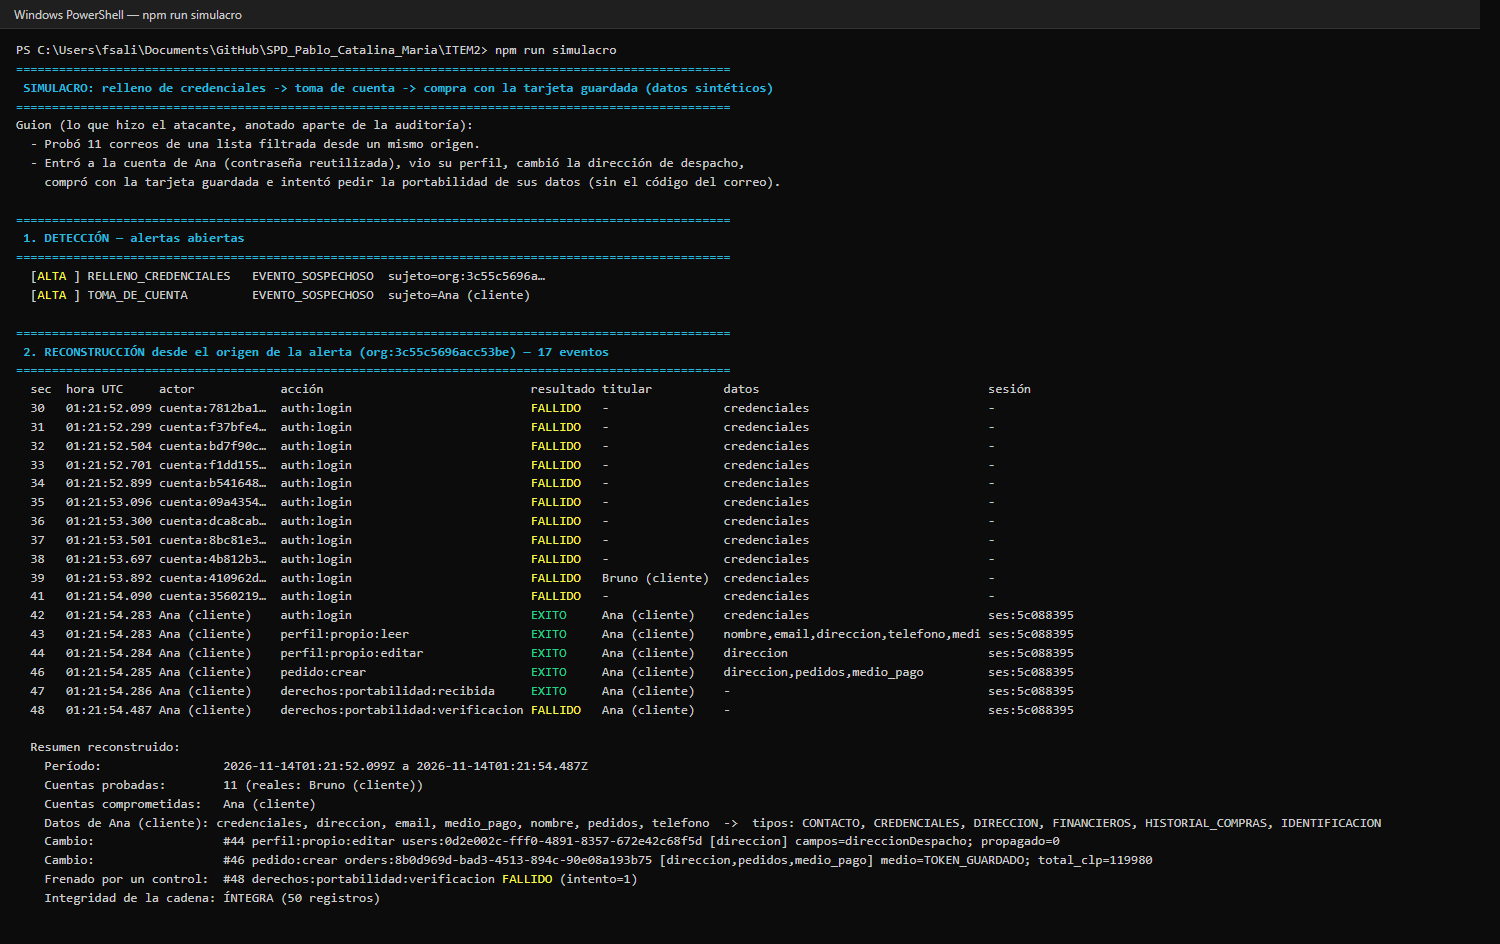 Windows PowerShell — npm run simulacro
PS C:\Users\fsali\Documents\GitHub\SPD_Pablo_Catalina_Maria\ITEM2> npm run simulacro
====================================================================================================
SIMULACRO: relleno de credenciales -> toma de cuenta -> compra con la tarjeta guardada (datos sintéticos)
====================================================================================================
Guion (lo que hizo el atacante, anotado aparte de la auditoría):
- Probó 11 correos de una lista filtrada desde un mismo origen.
- Entró a la cuenta de Ana (contraseña reutilizada), vio su perfil, cambió la dirección de despacho,
compró con la tarjeta guardada e intentó pedir la portabilidad de sus datos (sin el código del correo).
====================================================================================================
1. DETECCIÓN — alertas abiertas
====================================================================================================
[ALTA ] RELLENO_CREDENCIALES EVENTO_SOSPECHOSO sujeto=org:3c55c5696a…
[ALTA ] TOMA_DE_CUENTA EVENTO_SOSPECHOSO sujeto=Ana (cliente)
====================================================================================================
2. RECONSTRUCCIÓN desde el origen de la alerta (org:3c55c5696acc53be) — 17 eventos
====================================================================================================
sec hora UTC actor acción resultado titular datos sesión
30 01:21:52.099 cuenta:7812ba1… auth:login FALLIDO - credenciales -
31 01:21:52.299 cuenta:f37bfe4… auth:login FALLIDO - credenciales -
32 01:21:52.504 cuenta:bd7f90c… auth:login FALLIDO - credenciales -
33 01:21:52.701 cuenta:f1dd155… auth:login FALLIDO - credenciales -
34 01:21:52.899 cuenta:b541648… auth:login FALLIDO - credenciales -
35 01:21:53.096 cuenta:09a4354… auth:login FALLIDO - credenciales -
36 01:21:53.300 cuenta:dca8cab… auth:login FALLIDO - credenciales -
37 01:21:53.501 cuenta:8bc81e3… auth:login FALLIDO - credenciales -
38 01:21:53.697 cuenta:4b812b3… auth:login FALLIDO - credenciales -
39 01:21:53.892 cuenta:410962d… auth:login FALLIDO Bruno (cliente) credenciales -
41 01:21:54.090 cuenta:3560219… auth:login FALLIDO - credenciales -
42 01:21:54.283 Ana (cliente) auth:login EXITO Ana (cliente) credenciales ses:5c088395
43 01:21:54.283 Ana (cliente) perfil:propio:leer EXITO Ana (cliente) nombre,email,direccion,telefono,medi ses:5c088395
44 01:21:54.284 Ana (cliente) perfil:propio:editar EXITO Ana (cliente) direccion ses:5c088395
46 01:21:54.285 Ana (cliente) pedido:crear EXITO Ana (cliente) direccion,pedidos,medio_pago ses:5c088395
47 01:21:54.286 Ana (cliente) derechos:portabilidad:recibida EXITO Ana (cliente) - ses:5c088395
48 01:21:54.487 Ana (cliente) derechos:portabilidad:verificacion FALLIDO Ana (cliente) - ses:5c088395
Resumen reconstruido:
Período: 2026-11-14T01:21:52.099Z a 2026-11-14T01:21:54.487Z
Cuentas probadas: 11 (reales: Bruno (cliente))
Cuentas comprometidas: Ana (cliente)
Datos de Ana (cliente): credenciales, direccion, email, medio_pago, nombre, pedidos, telefono -> tipos: CONTACTO, CREDENCIALES, DIRECCION, FINANCIEROS, HISTORIAL_COMPRAS, IDENTIFICACION
Cambio: #44 perfil:propio:editar users:0d2e002c-fff0-4891-8357-672e42c68f5d [direccion] campos=direccionDespacho; propagado=0
Cambio: #46 pedido:crear orders:8b0d969d-bad3-4513-894c-90e08a193b75 [direccion,pedidos,medio_pago] medio=TOKEN_GUARDADO; total_clp=119980
Frenado por un control: #48 derechos:portabilidad:verificacion FALLIDO (intento=1)
Integridad de la cadena: ÍNTEGRA (50 registros)